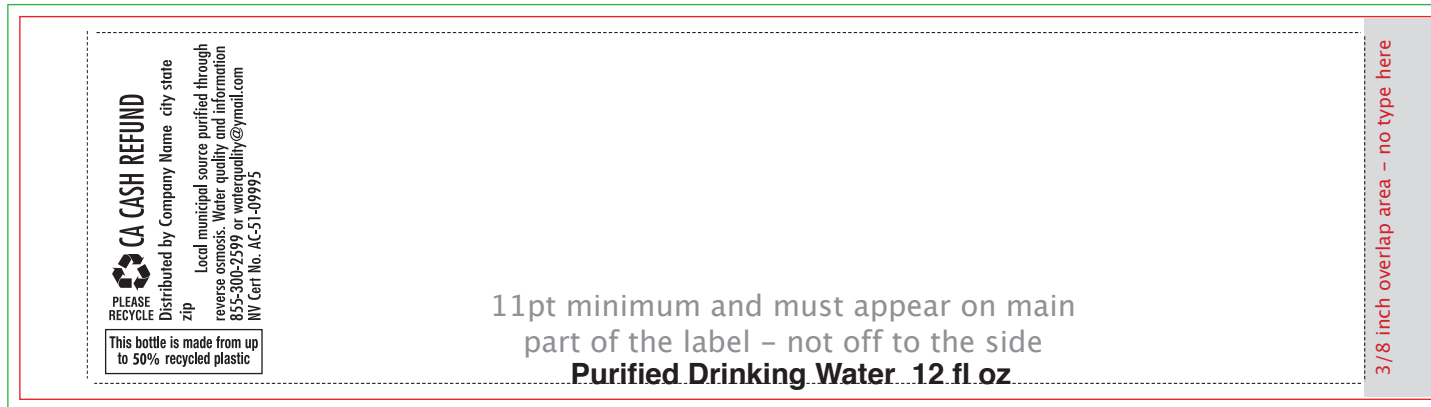 PLEASE
RECYCLE
CA CASH REFUND
Distributed by Company Name  city state
zip
Local municipal source purified through
reverse osmosis. Water quality and information
855-300-2599 or waterquality@ymail.com
NV Cert No. AC-51-09995
This bottle is made from up
to 50% recycled plastic
11pt minimum and must appear on main
part of the label – not off to the side
Purified Drinking Water  12 fl oz
3/8 inch overlap area – no type here